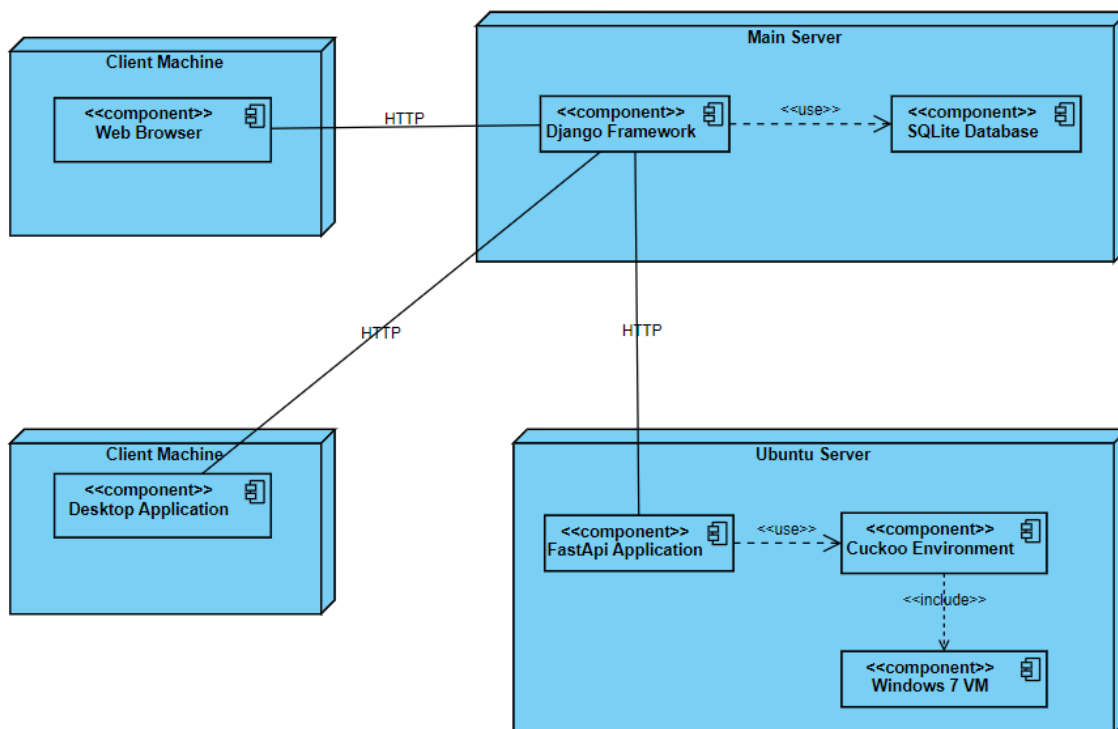 Client Machine
<<component>>
Web Browser
HTTP
Main Server
<<component>>
Django Framework
<<use>>
<<component>>
SQLite Database
HTTP
HTTP
Client Machine
<<component>>
Desktop Application
Ubuntu Server
<<component>>
FastApi Application
<<use>>
<<component>>
Cuckoo Environment
<<include>>
<<component>>
Windows 7 VM